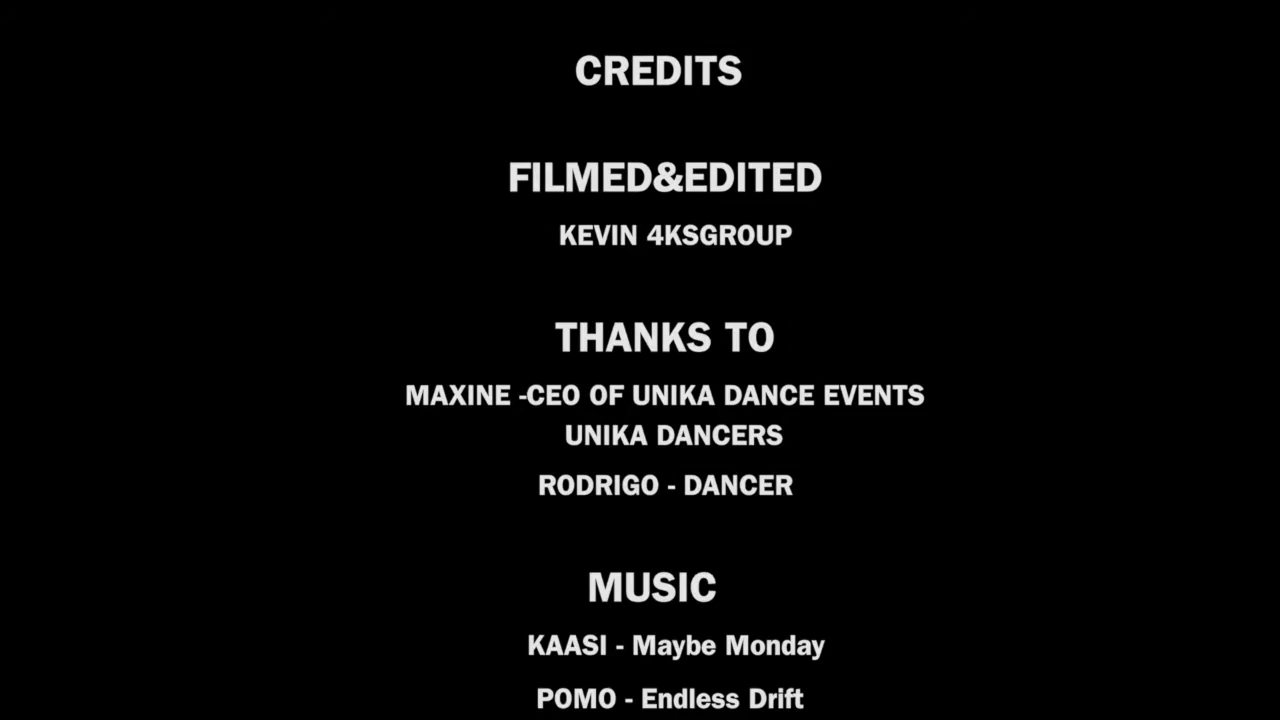 CREDITS
FILMED&EDITED
KEVIN 4KSGROUP
THANKS TO
MAXINE -CEO OF UNIKA DANCE EVENTS
UNIKA DANCERS
RODRIGO - DANCER
MUSIC
KAASI - Maybe Monday
POMO - Endless Drift